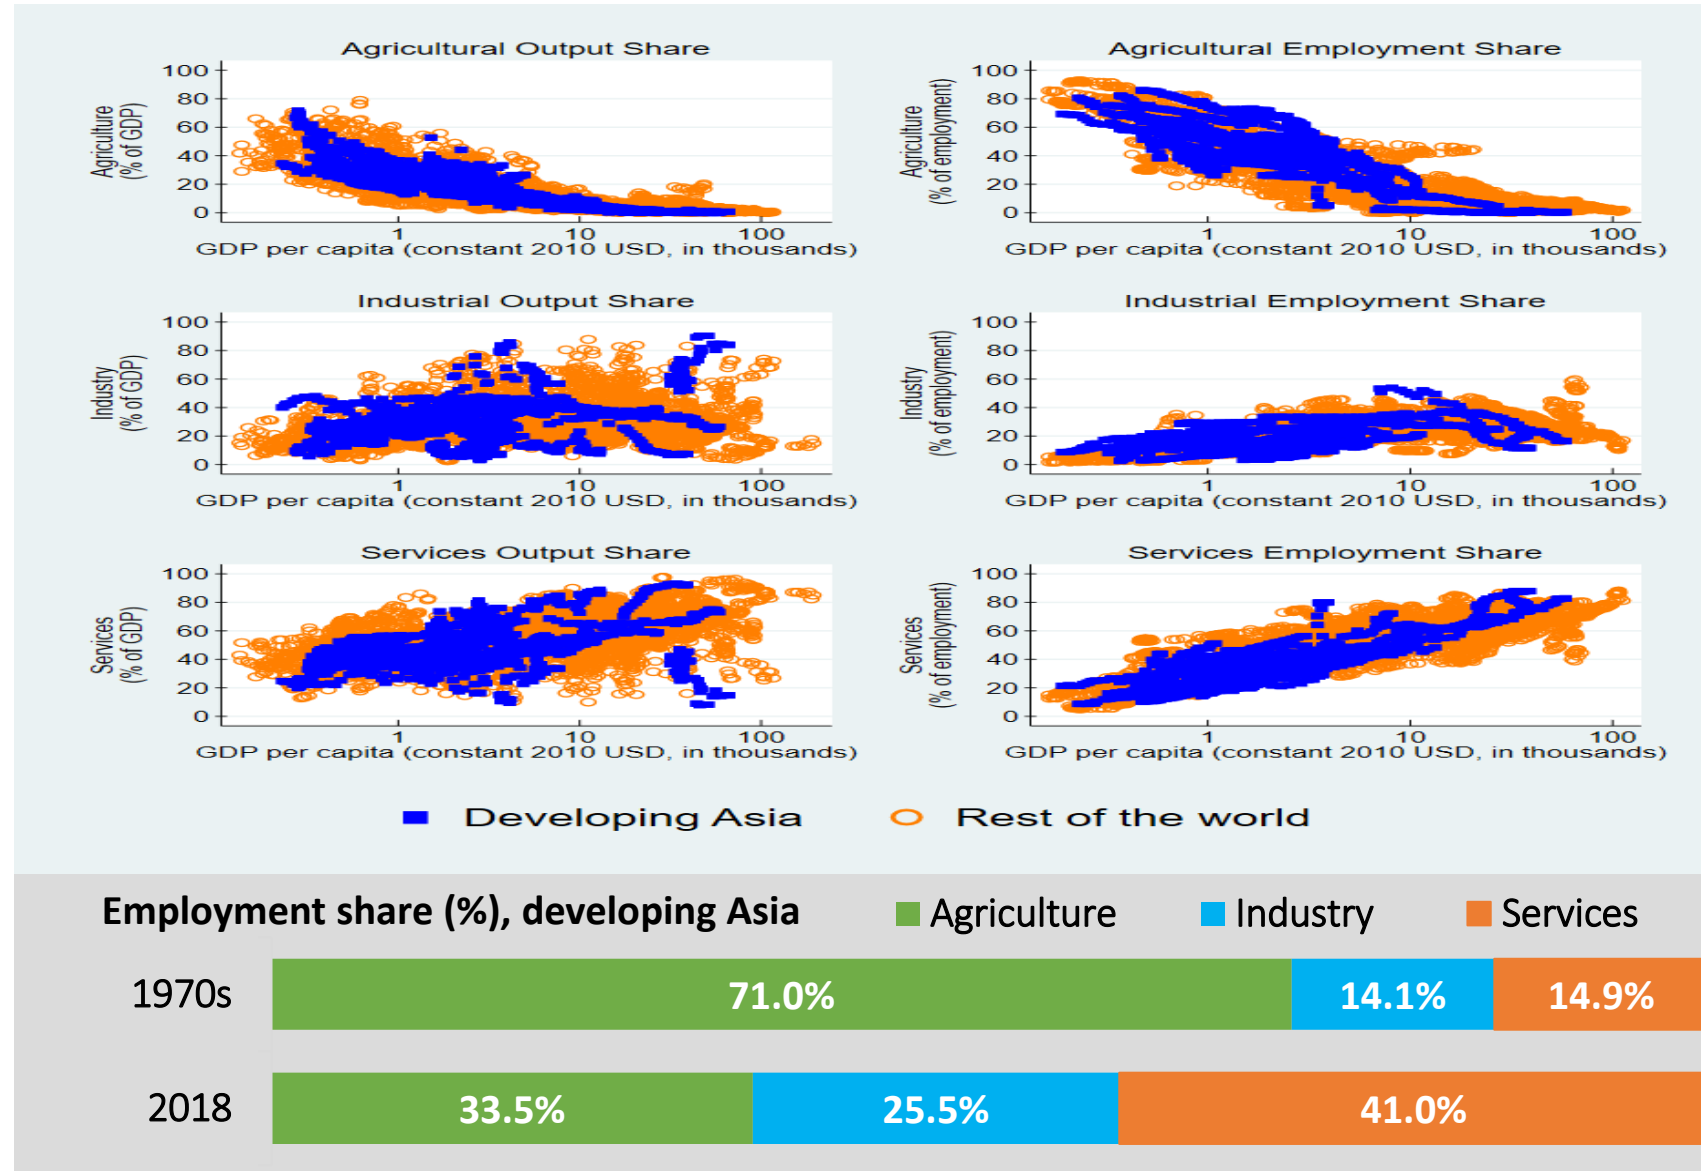 Agricultural Output Share
Agriculture
(% of GDP)
100
80
60
40
20
0
1 10 100
GDP per capita (constant 2010 USD, in thousands)
Agricultural Employment Share
Agriculture
(% of employment)
100
80
60
40
20
0
1 10 100
GDP per capita (constant 2010 USD, in thousands)
Industrial Output Share
Industry
(% of GDP)
100
80
60
40
20
0
1 10 100
GDP per capita (constant 2010 USD, in thousands)
Industrial Employment Share
Industry
(% of employment)
100
80
60
40
20
0
1 10 100
GDP per capita (constant 2010 USD, in thousands)
Services Output Share
Services
(% of GDP)
100
80
60
40
20
0
1 10 100
GDP per capita (constant 2010 USD, in thousands)
Services Employment Share
Services
(% of employment)
100
80
60
40
20
0
1 10 100
GDP per capita (constant 2010 USD, in thousands)
Developing Asia Rest of the world
Employment share (%), developing Asia Agriculture Industry Services
1970s 71.0% 14.1% 14.9%
2018 33.5% 25.5% 41.0%